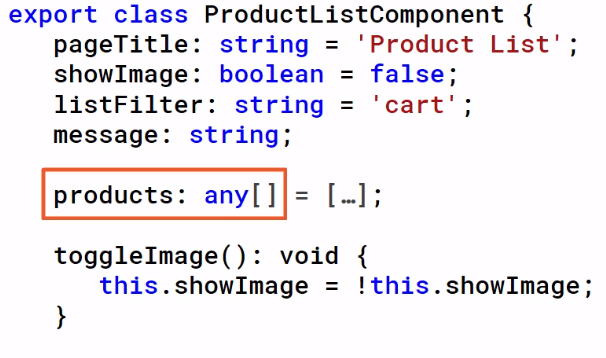 export class ProductListComponent {
pageTitle: string = 'Product List';
showImage: boolean = false;
listFilter: string = 'cart';
message: string;
products: any[] = […];
toggleImage(): void {
this.showImage = !this.showImage;
}